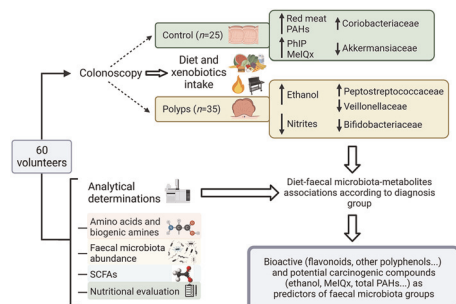 Control (n=25)
Red meat
PAHs
PhIP
MeIQx
Coriobacteriaceae
Akkermansiaceae
Colonoscopy
Diet and
xenobiotics
intake
Polyps (n=35)
Ethanol
Nitrites
Peptostreptococcaceae
Veillonellaceae
Bifidobacteriaceae
60
volunteers
Analytical
determinations
Diet-faecal microbiota-metabolites
associations according to diagnosis
group
Amino acids and
biogenic amines
Faecal microbiota
abundance
SCFAs
Nutritional evaluation
Bioactive (flavonoids, other polyphenols...)
and potential carcinogenic compounds
(ethanol, MeIQx, total PAHs...) as
predictors of faecal microbiota groups